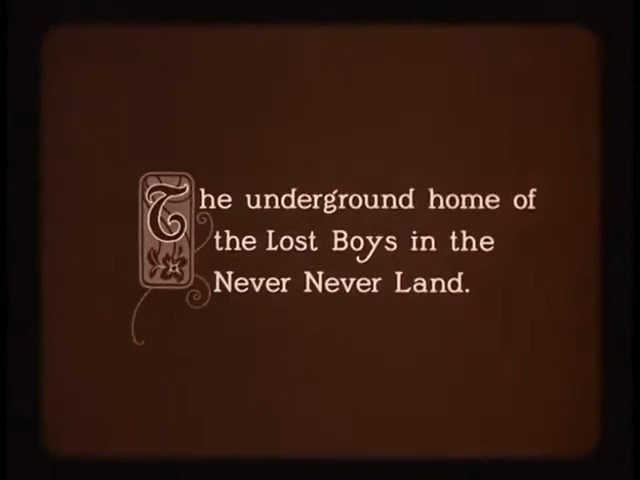 The underground home of
the Lost Boys in the
Never Never Land.